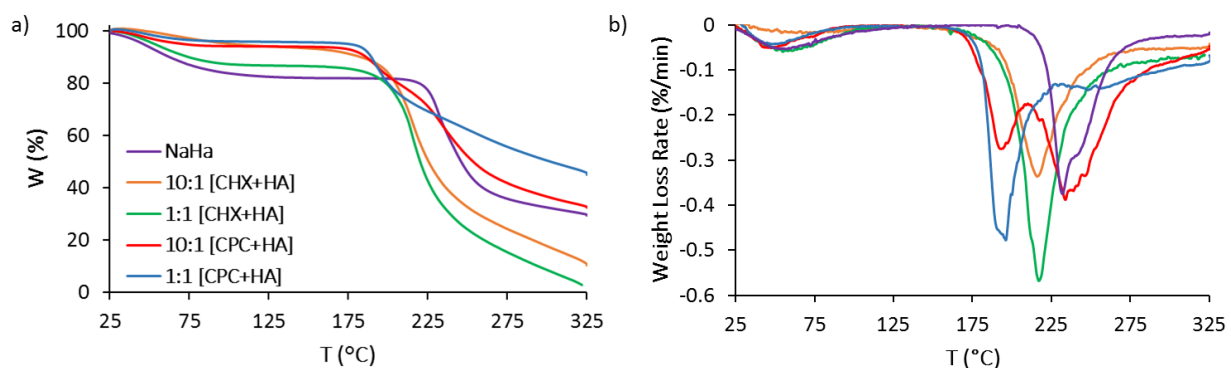 a)
100
80
60
40
20
0
W (%)
NaHa
10:1 [CHX+HA]
1:1 [CHX+HA]
10:1 [CPC+HA]
1:1 [CPC+HA]
25 75 125 175 225 275 325
T (°C)
b)
0
-0.1
-0.2
-0.3
-0.4
-0.5
-0.6
Weight Loss Rate (%/min)
25 75 125 175 225 275 325
T (°C)